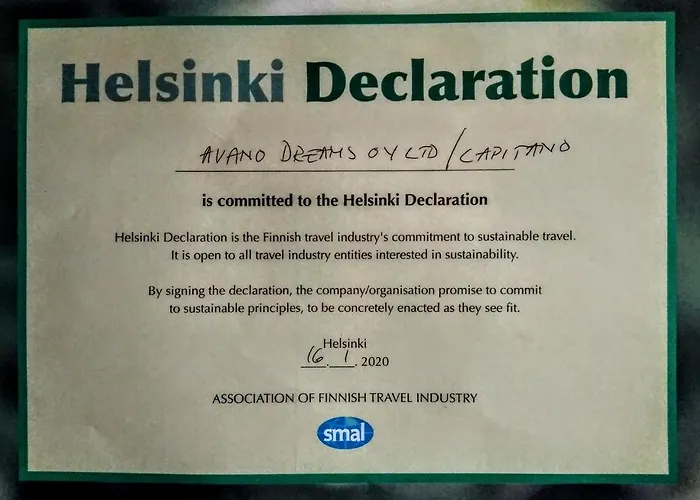 Helsinki Declaration
AVANO DREAMS OY LTD / CAPITANO
is committed to the Helsinki Declaration
Helsinki Declaration is the Finnish travel industry's commitment to sustainable travel.
It is open to all travel industry entities interested in sustainability.
By signing the declaration, the company/organisation promise to commit
to sustainable principles, to be concretely enacted as they see fit.
Helsinki
16. 1. 2020
ASSOCIATION OF FINNISH TRAVEL INDUSTRY
smal